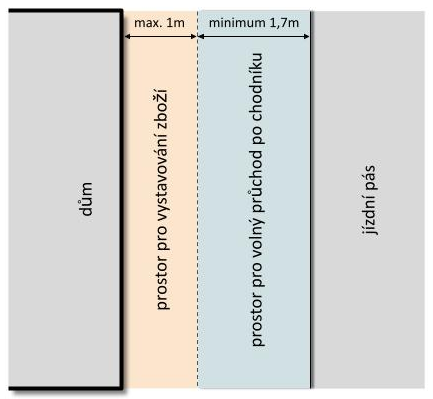 max. 1m
minimum 1,7m
dům
prostor pro vystavování zboží
prostor pro volný průchod po chodníku
jízdní pás